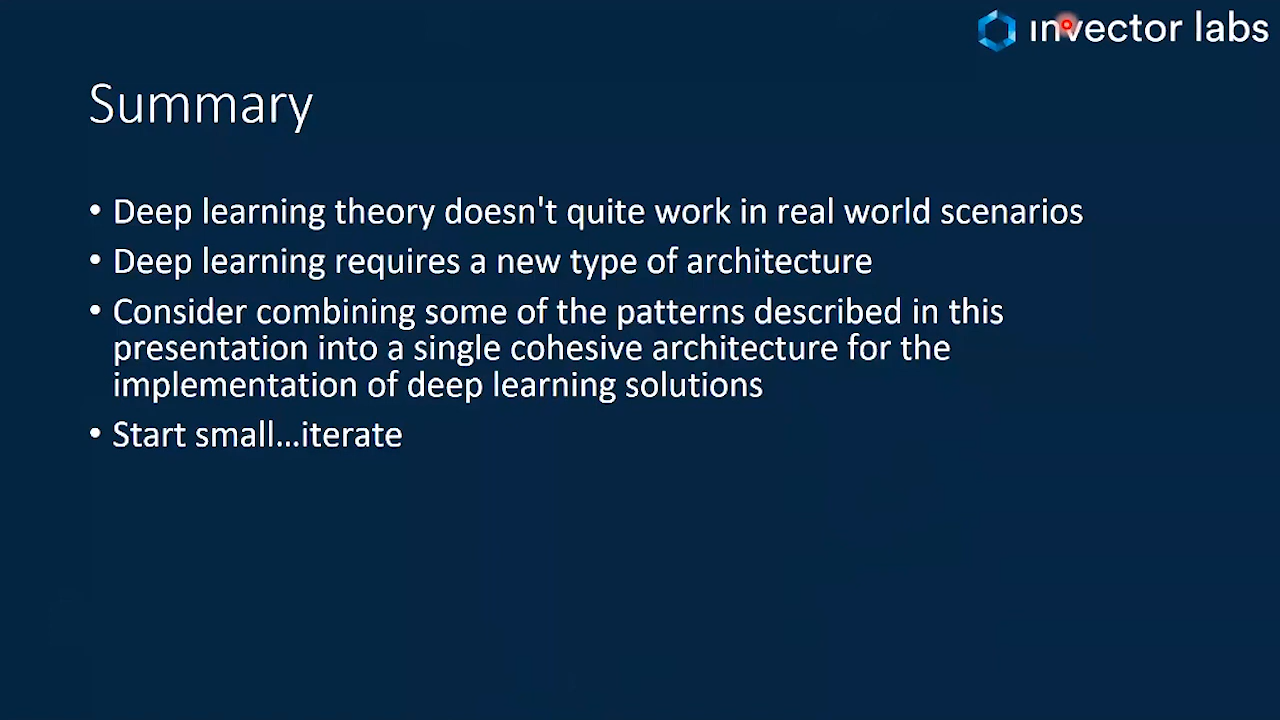 invector labs
Summary
• Deep learning theory doesn't quite work in real world scenarios
• Deep learning requires a new type of architecture
• Consider combining some of the patterns described in this
presentation into a single cohesive architecture for the
implementation of deep learning solutions
• Start small...iterate